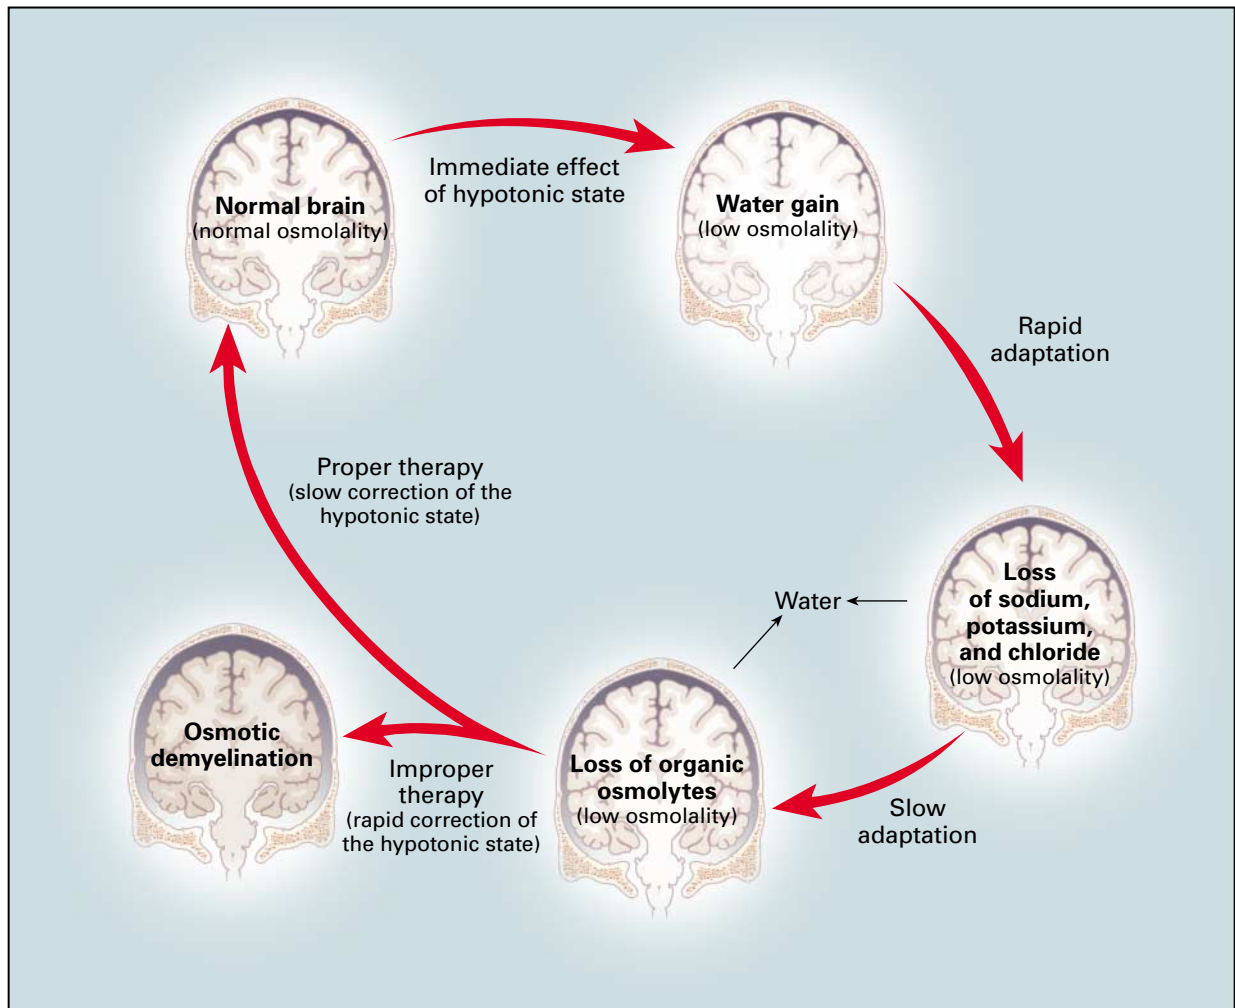 Immediate effect
of hypotonic state
Normal brain
(normal osmolality)
Water gain
(low osmolality)
Rapid
adaptation
Proper therapy
(slow correction of the
hypotonic state)
Loss
of sodium,
potassium,
and chloride
(low osmolality)
Water
Osmotic
demyelination
Improper
therapy
(rapid correction of
the hypotonic state)
Loss of organic
osmolytes
(low osmolality)
Slow
adaptation